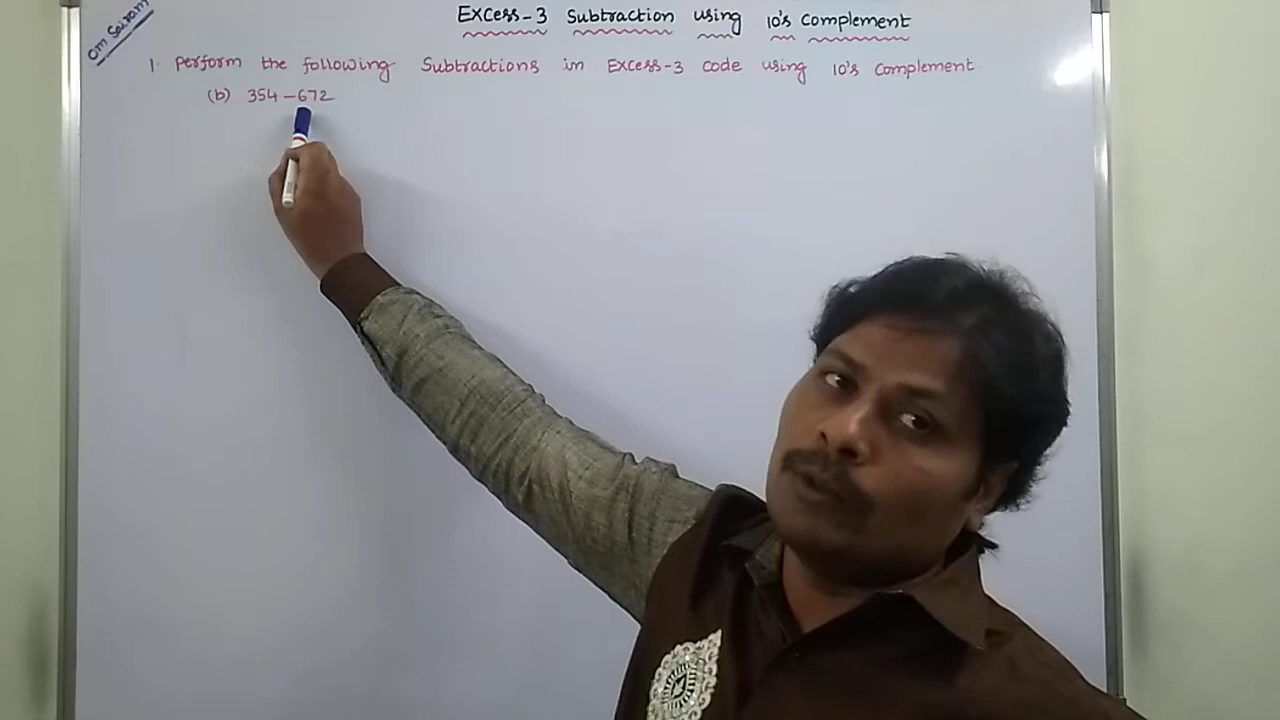 Om Sairam
Excess-3 Subtraction using 10's Complement
1. Perform the following Subtractions in Excess-3 code using 10's Complement.
(b) 354-672